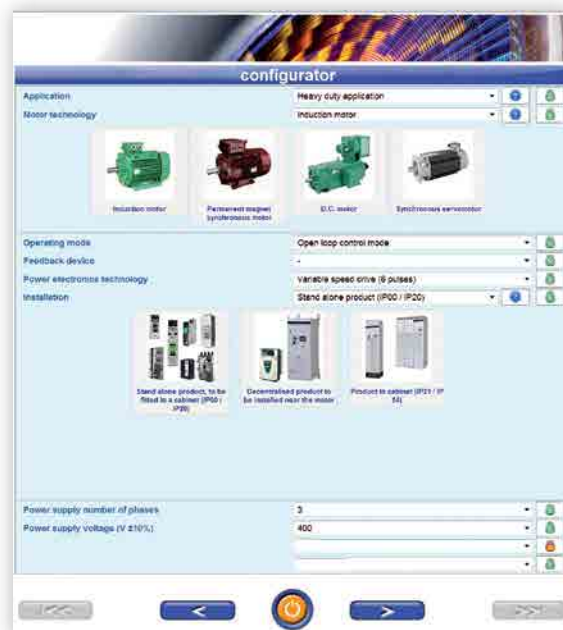 configurator
Application Heavy duty application
Motor technology Induction motor
Induction motor
Permanent magnet
synchronous motor
D.C. motor
Synchronous servomotor
Operating mode Open loop control mode
Feedback device -
Power electronics technology Variable speed drive (6 pulses)
Installation Stand alone product (IP00 / IP20)
Stand alone product, to be
fitted in a cabinet (IP00 /
IP20)
Decentralised product to
be installed near the motor
Product in cabinet (IP21 / IP
54)
Power supply number of phases 3
Power supply voltage (V ±10%) 400
|<<
<
>
>>|